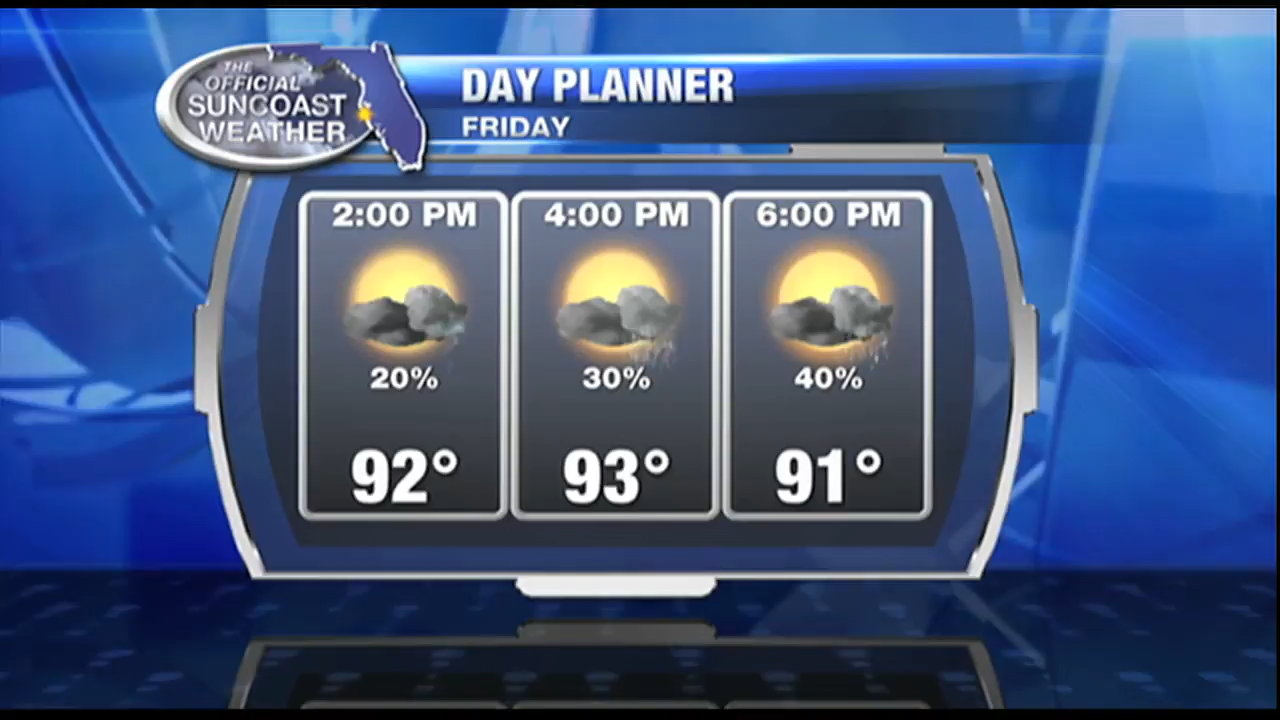 THE
OFFICIAL
SUNCOAST
WEATHER
DAY PLANNER
FRIDAY
2:00 PM
20%
92°
4:00 PM
30%
93°
6:00 PM
40%
91°